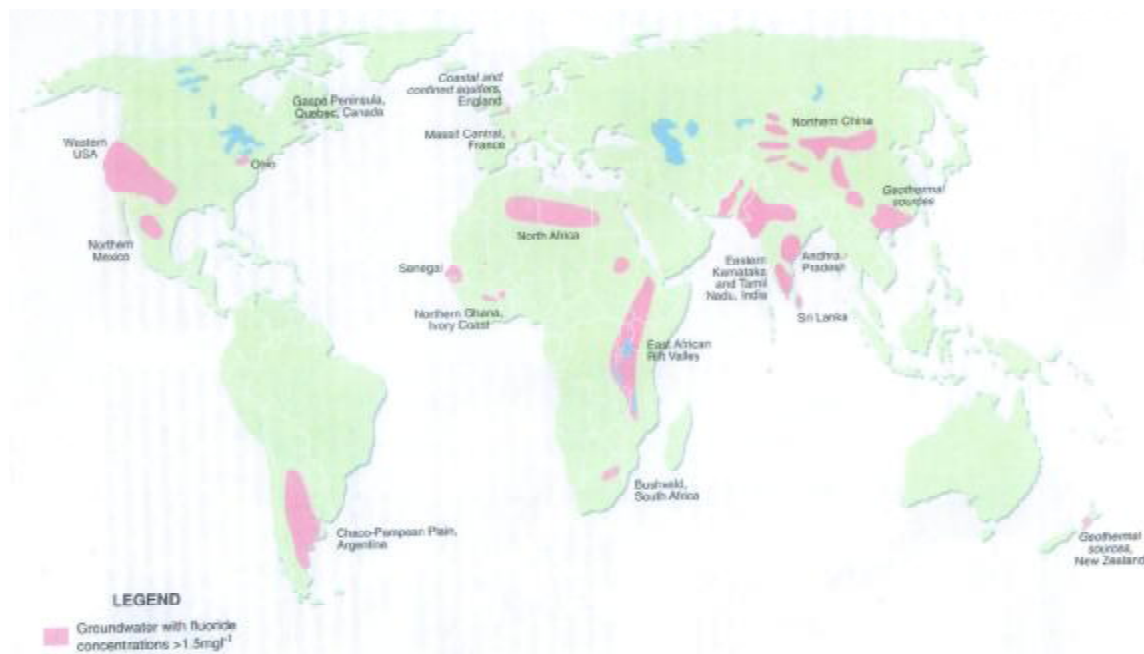 Coastal and
confined aquifers,
England
Gaspé Peninsula,
Quebec, Canada
Massif Central,
France
Northern China
Western
USA
Ohio
Geothermal
sources
North Africa
Northern
Mexico
Senegal
Eastern
Karnataka
and Tamil
Nadu, India
Andhra
Pradesh
Northern Ghana,
Ivory Coast
Sri Lanka
East African
Rift Valley
Bushveld,
South Africa
Chaco-Pampean Plain,
Argentina
Geothermal
sources,
New Zealand
LEGEND
Groundwater with fluoride
concentrations >1.5mgl⁻¹